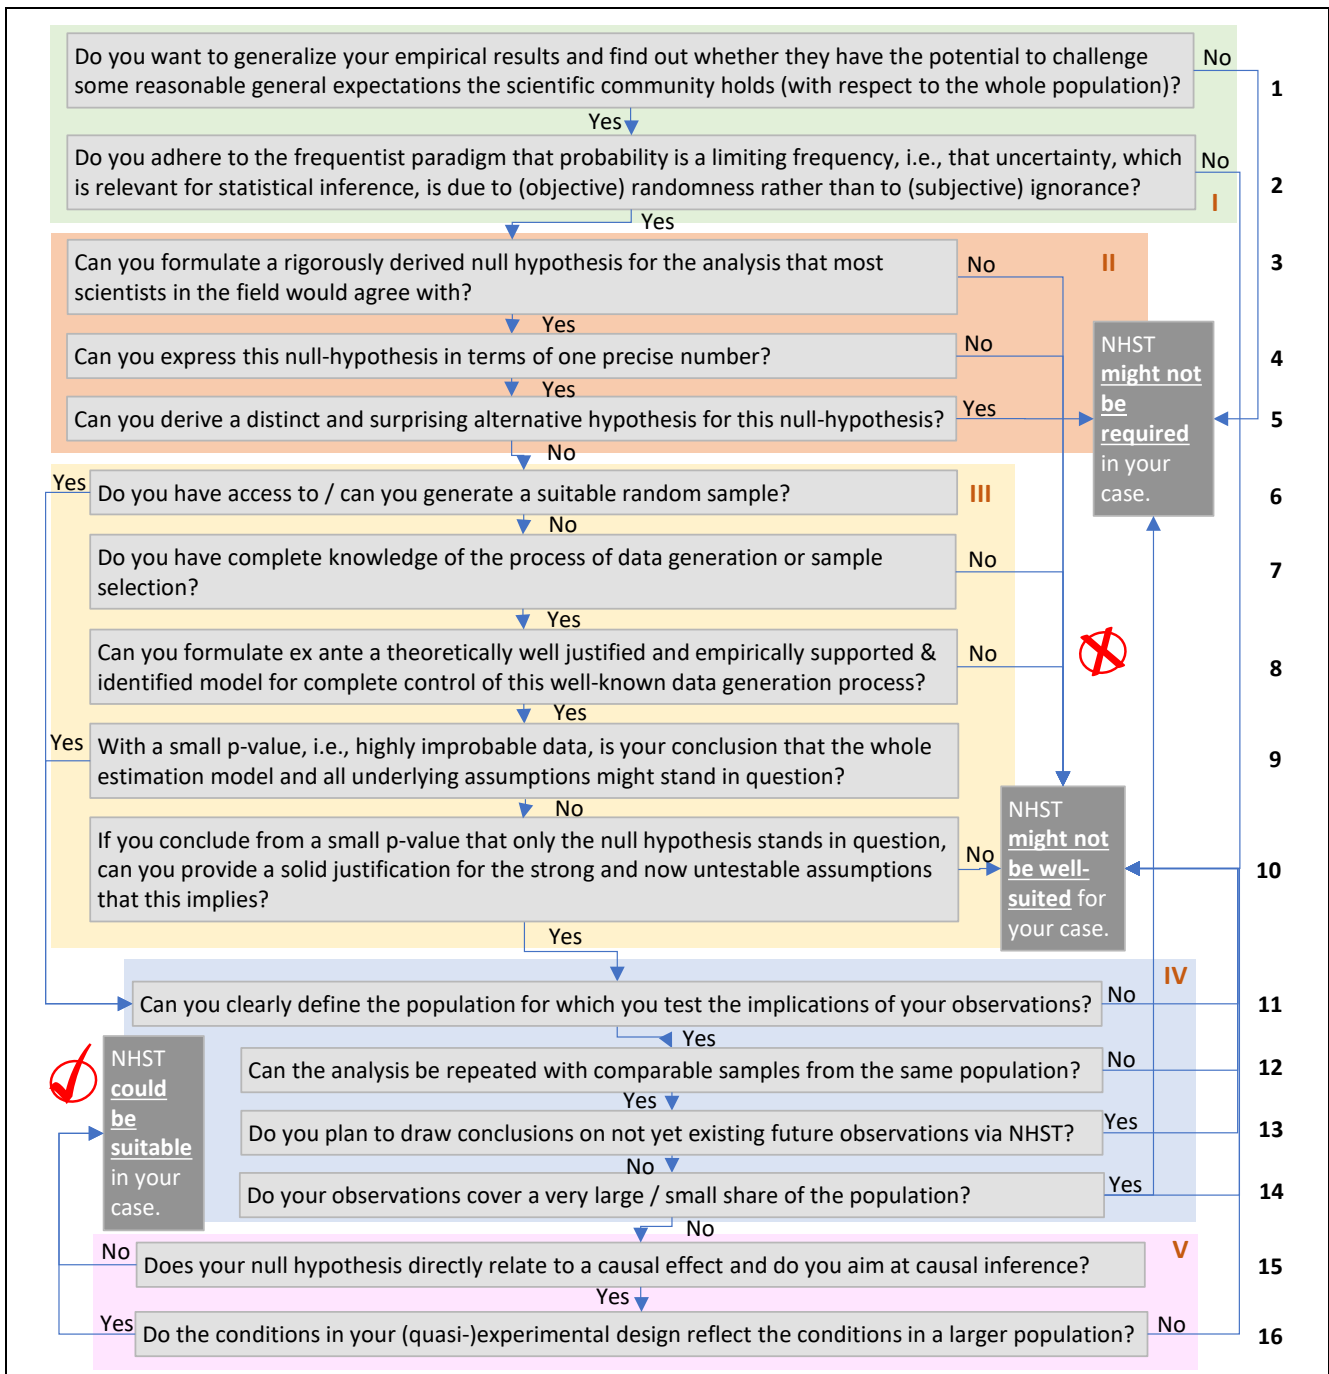 Do you want to generalize your empirical results and find out whether they have the potential to challenge
some reasonable general expectations the scientific community holds (with respect to the whole population)?
No
1
Yes
Do you adhere to the frequentist paradigm that probability is a limiting frequency, i.e., that uncertainty, which
is relevant for statistical inference, is due to (objective) randomness rather than to (subjective) ignorance?
No
2
I
Yes
Can you formulate a rigorously derived null hypothesis for the analysis that most
scientists in the field would agree with?
No
II
3
Yes
Can you express this null-hypothesis in terms of one precise number?
No
4
Yes
Can you derive a distinct and surprising alternative hypothesis for this null-hypothesis?
Yes
5
NHST
might not
be
required
in your
case.
No
Yes
Do you have access to / can you generate a suitable random sample?
III
6
No
Do you have complete knowledge of the process of data generation or sample
selection?
No
7
Yes
Can you formulate ex ante a theoretically well justified and empirically supported &
identified model for complete control of this well-known data generation process?
No
8
Yes
Yes
With a small p-value, i.e., highly improbable data, is your conclusion that the whole
estimation model and all underlying assumptions might stand in question?
9
No
If you conclude from a small p-value that only the null hypothesis stands in question,
can you provide a solid justification for the strong and now untestable assumptions
that this implies?
No
10
NHST
might not
be well-
suited for
your case.
Yes
IV
Can you clearly define the population for which you test the implications of your observations?
No
11
Yes
Can the analysis be repeated with comparable samples from the same population?
No
12
Yes
Do you plan to draw conclusions on not yet existing future observations via NHST?
Yes
13
No
Do your observations cover a very large / small share of the population?
Yes
14
NHST
could
be
suitable
in your
case.
No
No
V
Does your null hypothesis directly relate to a causal effect and do you aim at causal inference?
15
Yes
Yes
Do the conditions in your (quasi-)experimental design reflect the conditions in a larger population?
No
16